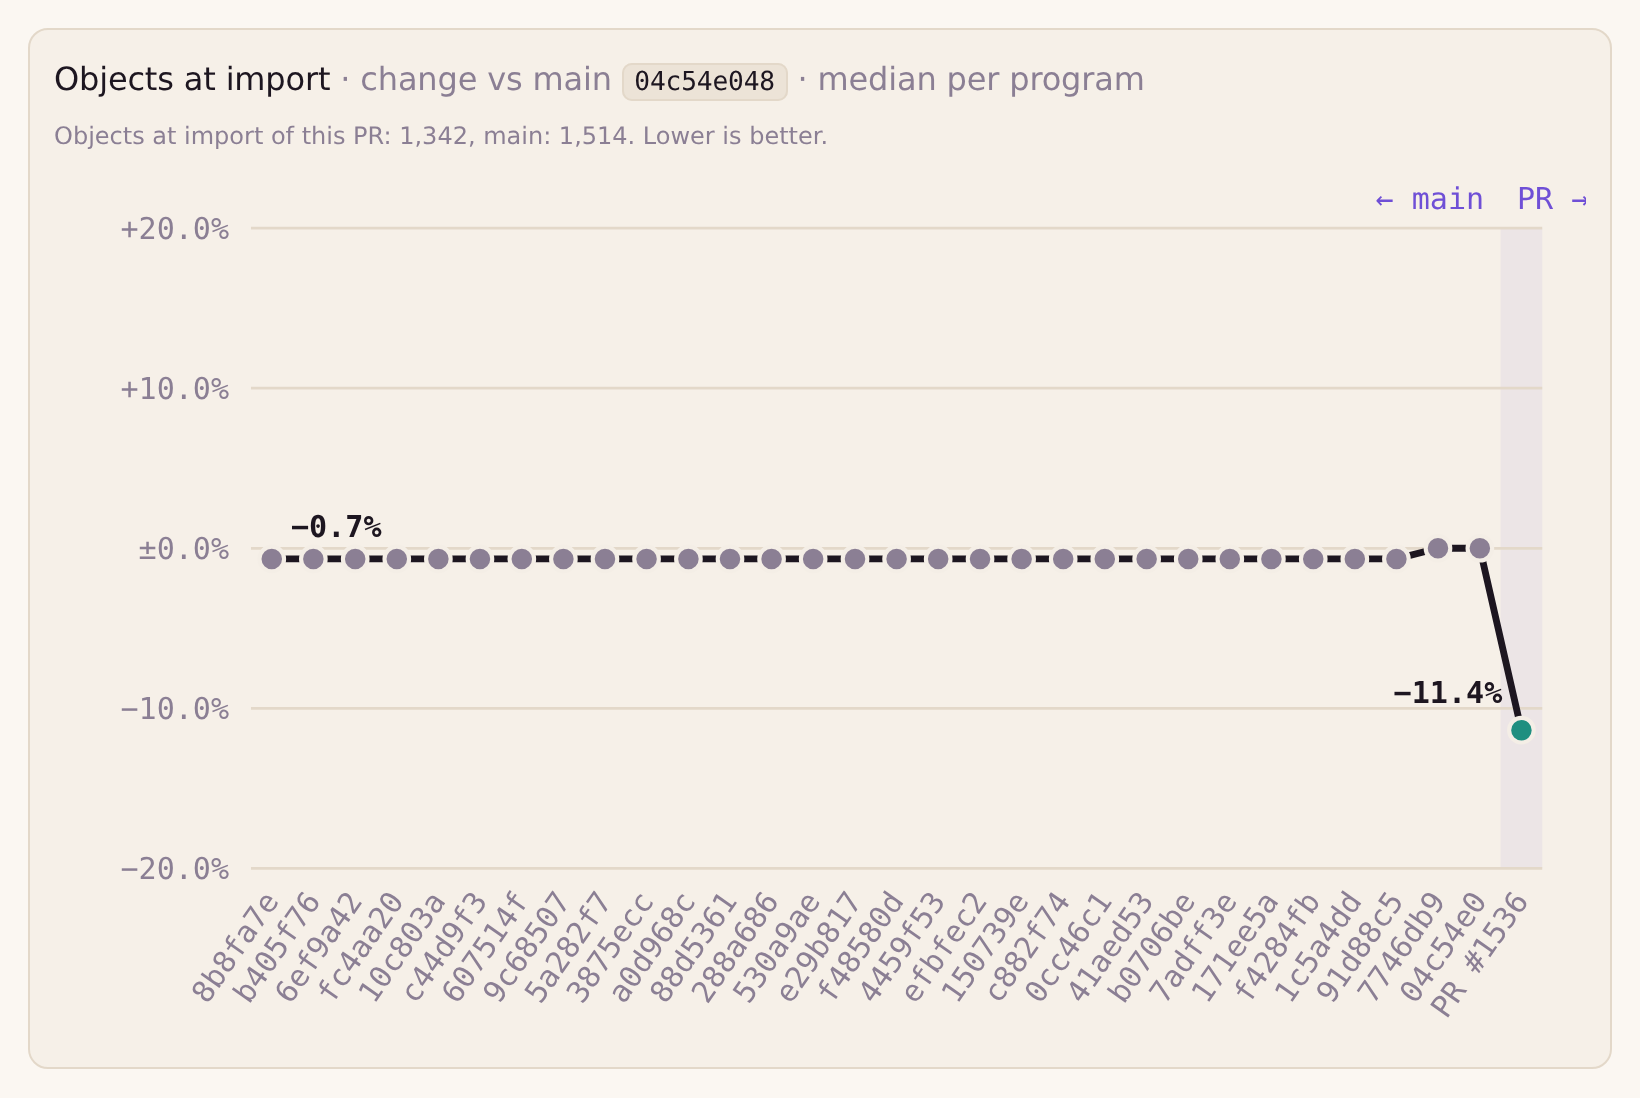 Objects at import · change vs main 04c54e048 · median per program
Objects at import of this PR: 1,342, main: 1,514. Lower is better.
← main PR →
+20.0%
+10.0%
±0.0%
−10.0%
−20.0%
−0.7%
−11.4%
8b8fa7e
b405f76
6ef9a42
fc4aa20
10c803a
c44d9f3
607514f
9c68507
5a282f7
3875ecc
a0d968c
88d5361
288a686
530a9ae
e29b817
f48580d
4459f53
efbfec2
150739e
c882f74
0cc46c1
41aed53
b0706be
7adff3e
171ee5a
f4284fb
1c5a4dd
91d88c5
7746db9
04c54e0
PR #1536